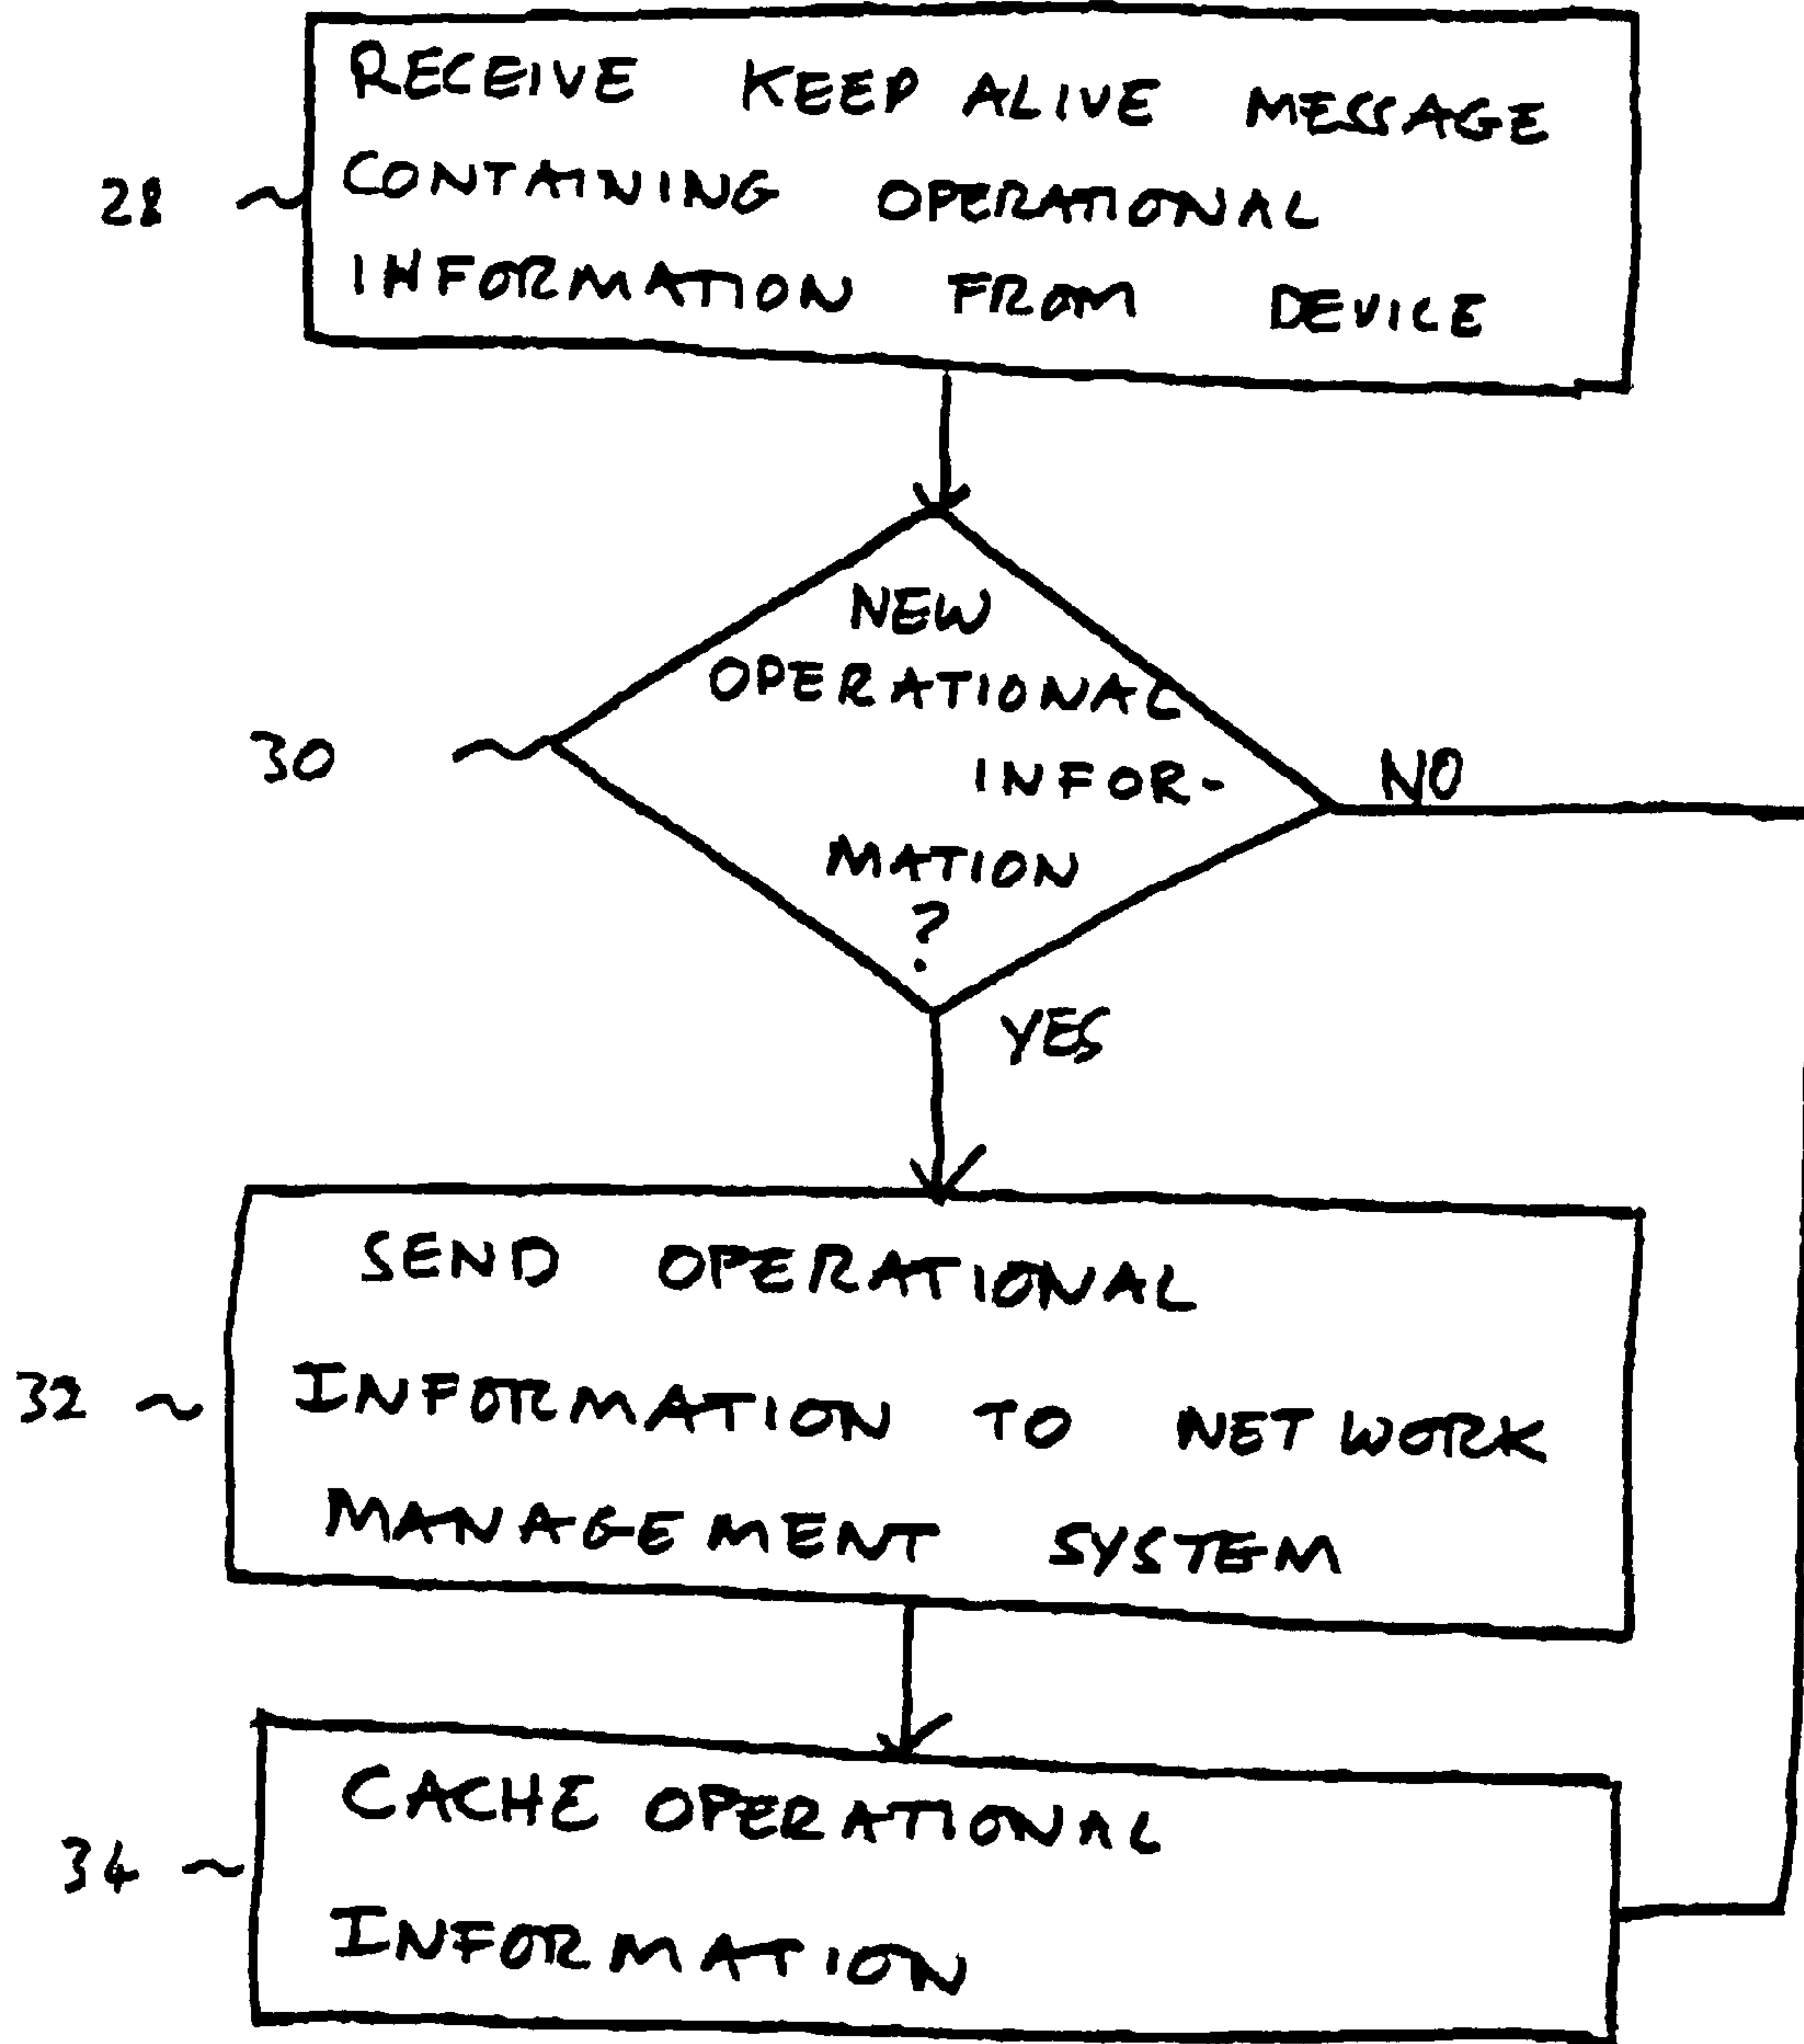 RECEIVE KEEP ALIVE MESSAGE
28 CONTAINING OPERATIONAL
INFORMATION FROM DEVICE
NEW
OPERATIONAL
30 INFOR- NO
MATION
?
YES
SEND OPERATIONAL
32 INFORMATION TO NETWORK
MANAGEMENT SYSTEM
CACHE OPERATIONAL
34
INFORMATION